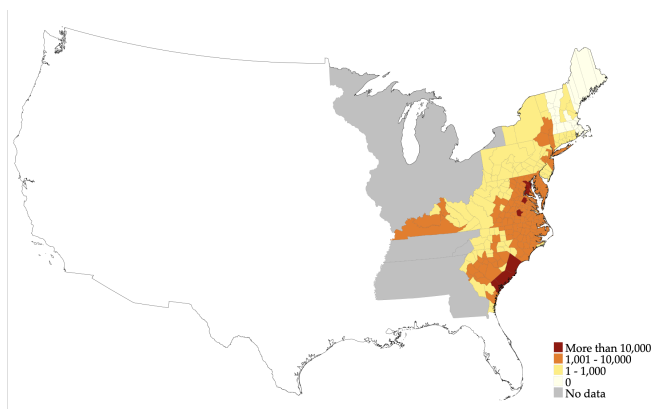 More than 10,000
1,001 - 10,000
1 - 1,000
0
No data